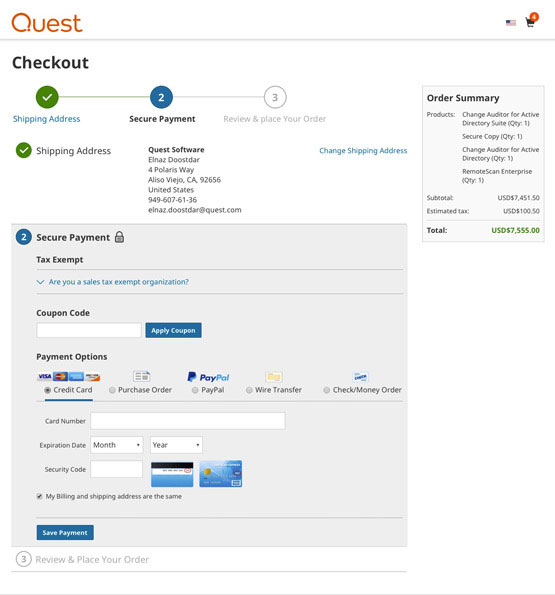 Quest
4
Checkout
2
3
Shipping Address
Secure Payment
Review & place Your Order
Shipping Address
Quest Software
Elnaz Doostdar
4 Polaris Way
Aliso Viejo, CA, 92656
United States
949-607-61-36
elnaz.doostdar@quest.com
Change Shipping Address
2 Secure Payment
Tax Exempt
Are you a sales tax exempt organization?
Coupon Code
Apply Coupon
Payment Options
VISA
PayPal
Credit Card
Purchase Order
PayPal
Wire Transfer
Check/Money Order
Card Number
Expiration Date Month Year
Security Code
My Billing and shipping address are the same
Save Payment
3 Review & Place Your Order
Order Summary
Products: Change Auditor for Active
Directory Suite (Qty: 1)
Secure Copy (Qty: 1)
Change Auditor for Active
Directory (Qty: 1)
RemoteScan Enterprise
(Qty: 1)
Subtotal: USD$7,451.50
Estimated tax: USD$100.50
Total: USD$7,555.00